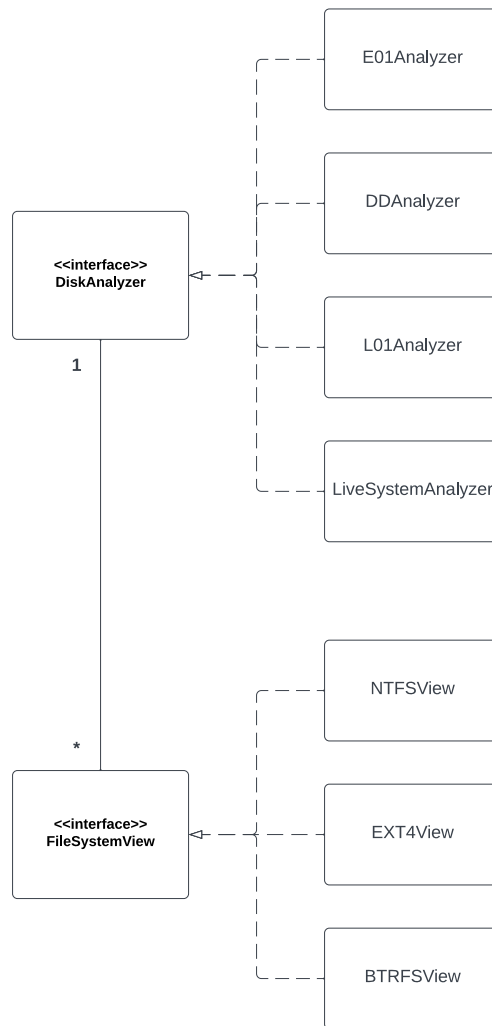 E01Analyzer
DDAnalyzer
<<interface>>
DiskAnalyzer
L01Analyzer
1
LiveSystemAnalyzer
NTFSView
*
<<interface>>
FileSystemView
EXT4View
BTRFSView